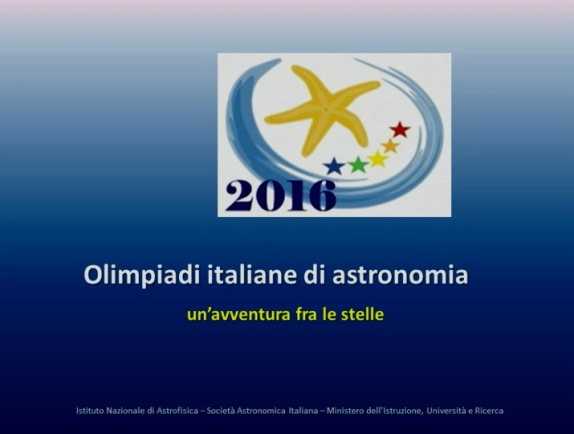 2016
Olimpiadi italiane di astronomia
un'avventura fra le stelle
Istituto Nazionale di Astrofisica – Società Astronomica Italiana – Ministero dell'Istruzione, Università e Ricerca